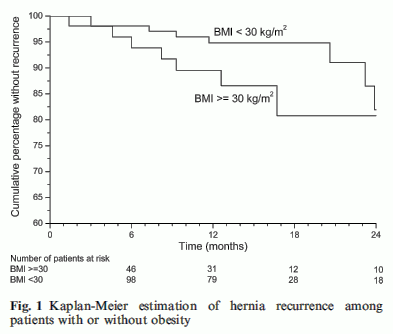 Cumulative percentage without recurrence
100
95
90
85
80
75
70
65
60
BMI < 30 kg/m²
BMI >= 30 kg/m²
0 6 12 18 24
Time (months)
Number of patients at risk
BMI >=30 46 31 12 10
BMI <30 98 79 28 18
Fig. 1 Kaplan-Meier estimation of hernia recurrence among
patients with or without obesity